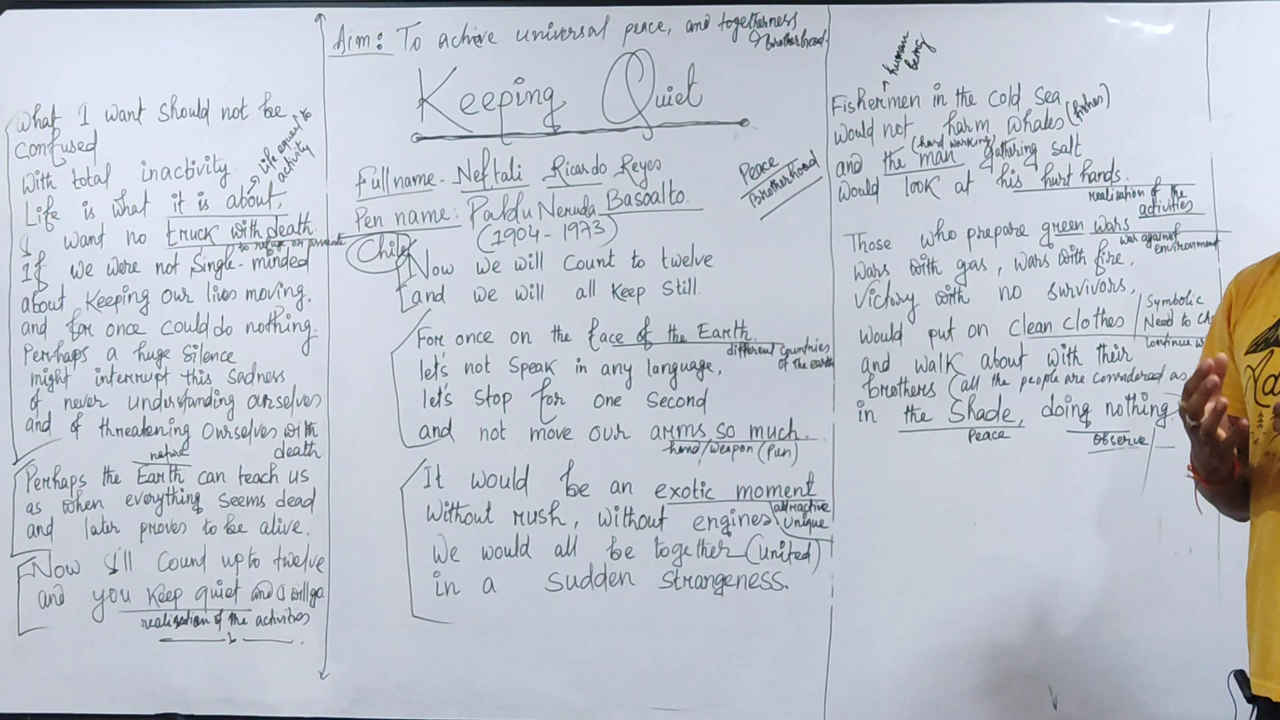 Aim: To achieve universal peace, and togetherness
& Brotherhood.
Keeping Quiet
Full name - Neftali Ricardo Reyes
Basoalto.
Pen name: Pablo Neruda
(1904 - 1973)
Chile
Peace
Brotherhood
Now we will count to twelve
and we will all keep still.
For once on the face of the Earth
different countries
of the earth
let's not speak in any language,
let's stop for one second
and not move our arms so much.
hand/weapon (Pun)
It would be an exotic moment
attractive
unique
without rush, without engines
We would all be together (united)
in a sudden strangeness.
human
being
Fishermen in the cold sea
would not harm whales (fishes)
(hard working)
and the man gathering salt
would look at his hurt hands.
realisation of the
activities
Those who prepare green wars
war against
environment
wars with gas, wars with fire,
victory with no survivors,
would put on clean clothes
Symbolic
Need to
continue
and walk about with their
brothers (all the people are considered as
in the shade, doing nothing
Peace
observe
What I want should not be
confused
with total inactivity.
Life equal to
activity
Life is what it is about;
I want no truck with death.
to refuse or
If we were not single-minded
about keeping our lives moving.
and for once could do nothing.
Perhaps a huge silence
might interrupt this sadness
of never understanding ourselves
and of threatening ourselves with
death
nature
Perhaps the Earth can teach us
as when everything seems dead
and later proves to be alive.
Now I'll count upto twelve
and you keep quiet and I will go
realization of the activities